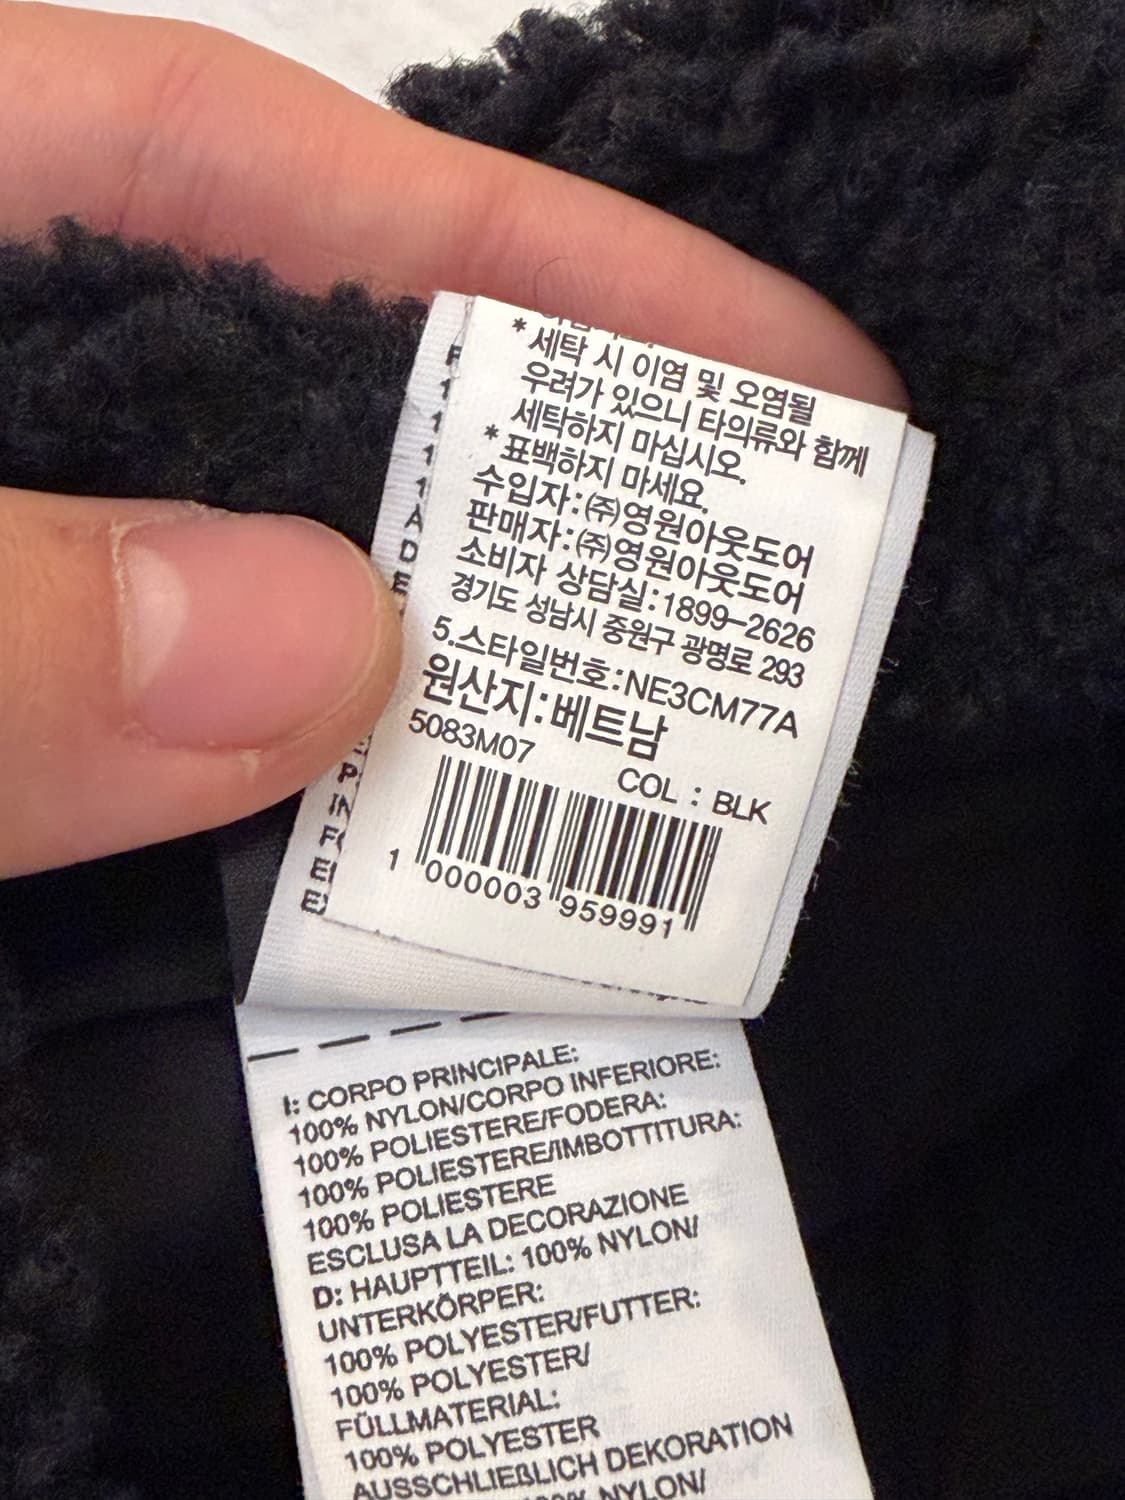 * 세탁 시 이염 및 오염될
우려가 있으니 타의류와 함께
세탁하지 마십시오.
* 표백하지 마세요.
수입자:㈜영원아웃도어
판매자:㈜영원아웃도어
소비자 상담실:1899-2626
경기도 성남시 중원구 광명로 293
5.스타일번호:NE3CM77A
원산지:베트남
5083M07
COL : BLK
1 000003 959991
I: CORPO PRINCIPALE:
100% NYLON/CORPO INFERIORE:
100% POLIESTERE/FODERA:
100% POLIESTERE/IMBOTTITURA:
100% POLIESTERE
ESCLUSA LA DECORAZIONE
D: HAUPTTEIL: 100% NYLON/
UNTERKÖRPER:
100% POLYESTER/FUTTER:
100% POLYESTER/
FÜLLMATERIAL:
100% POLYESTER
AUSSCHLIEßLICH DEKORATION
NYLON/